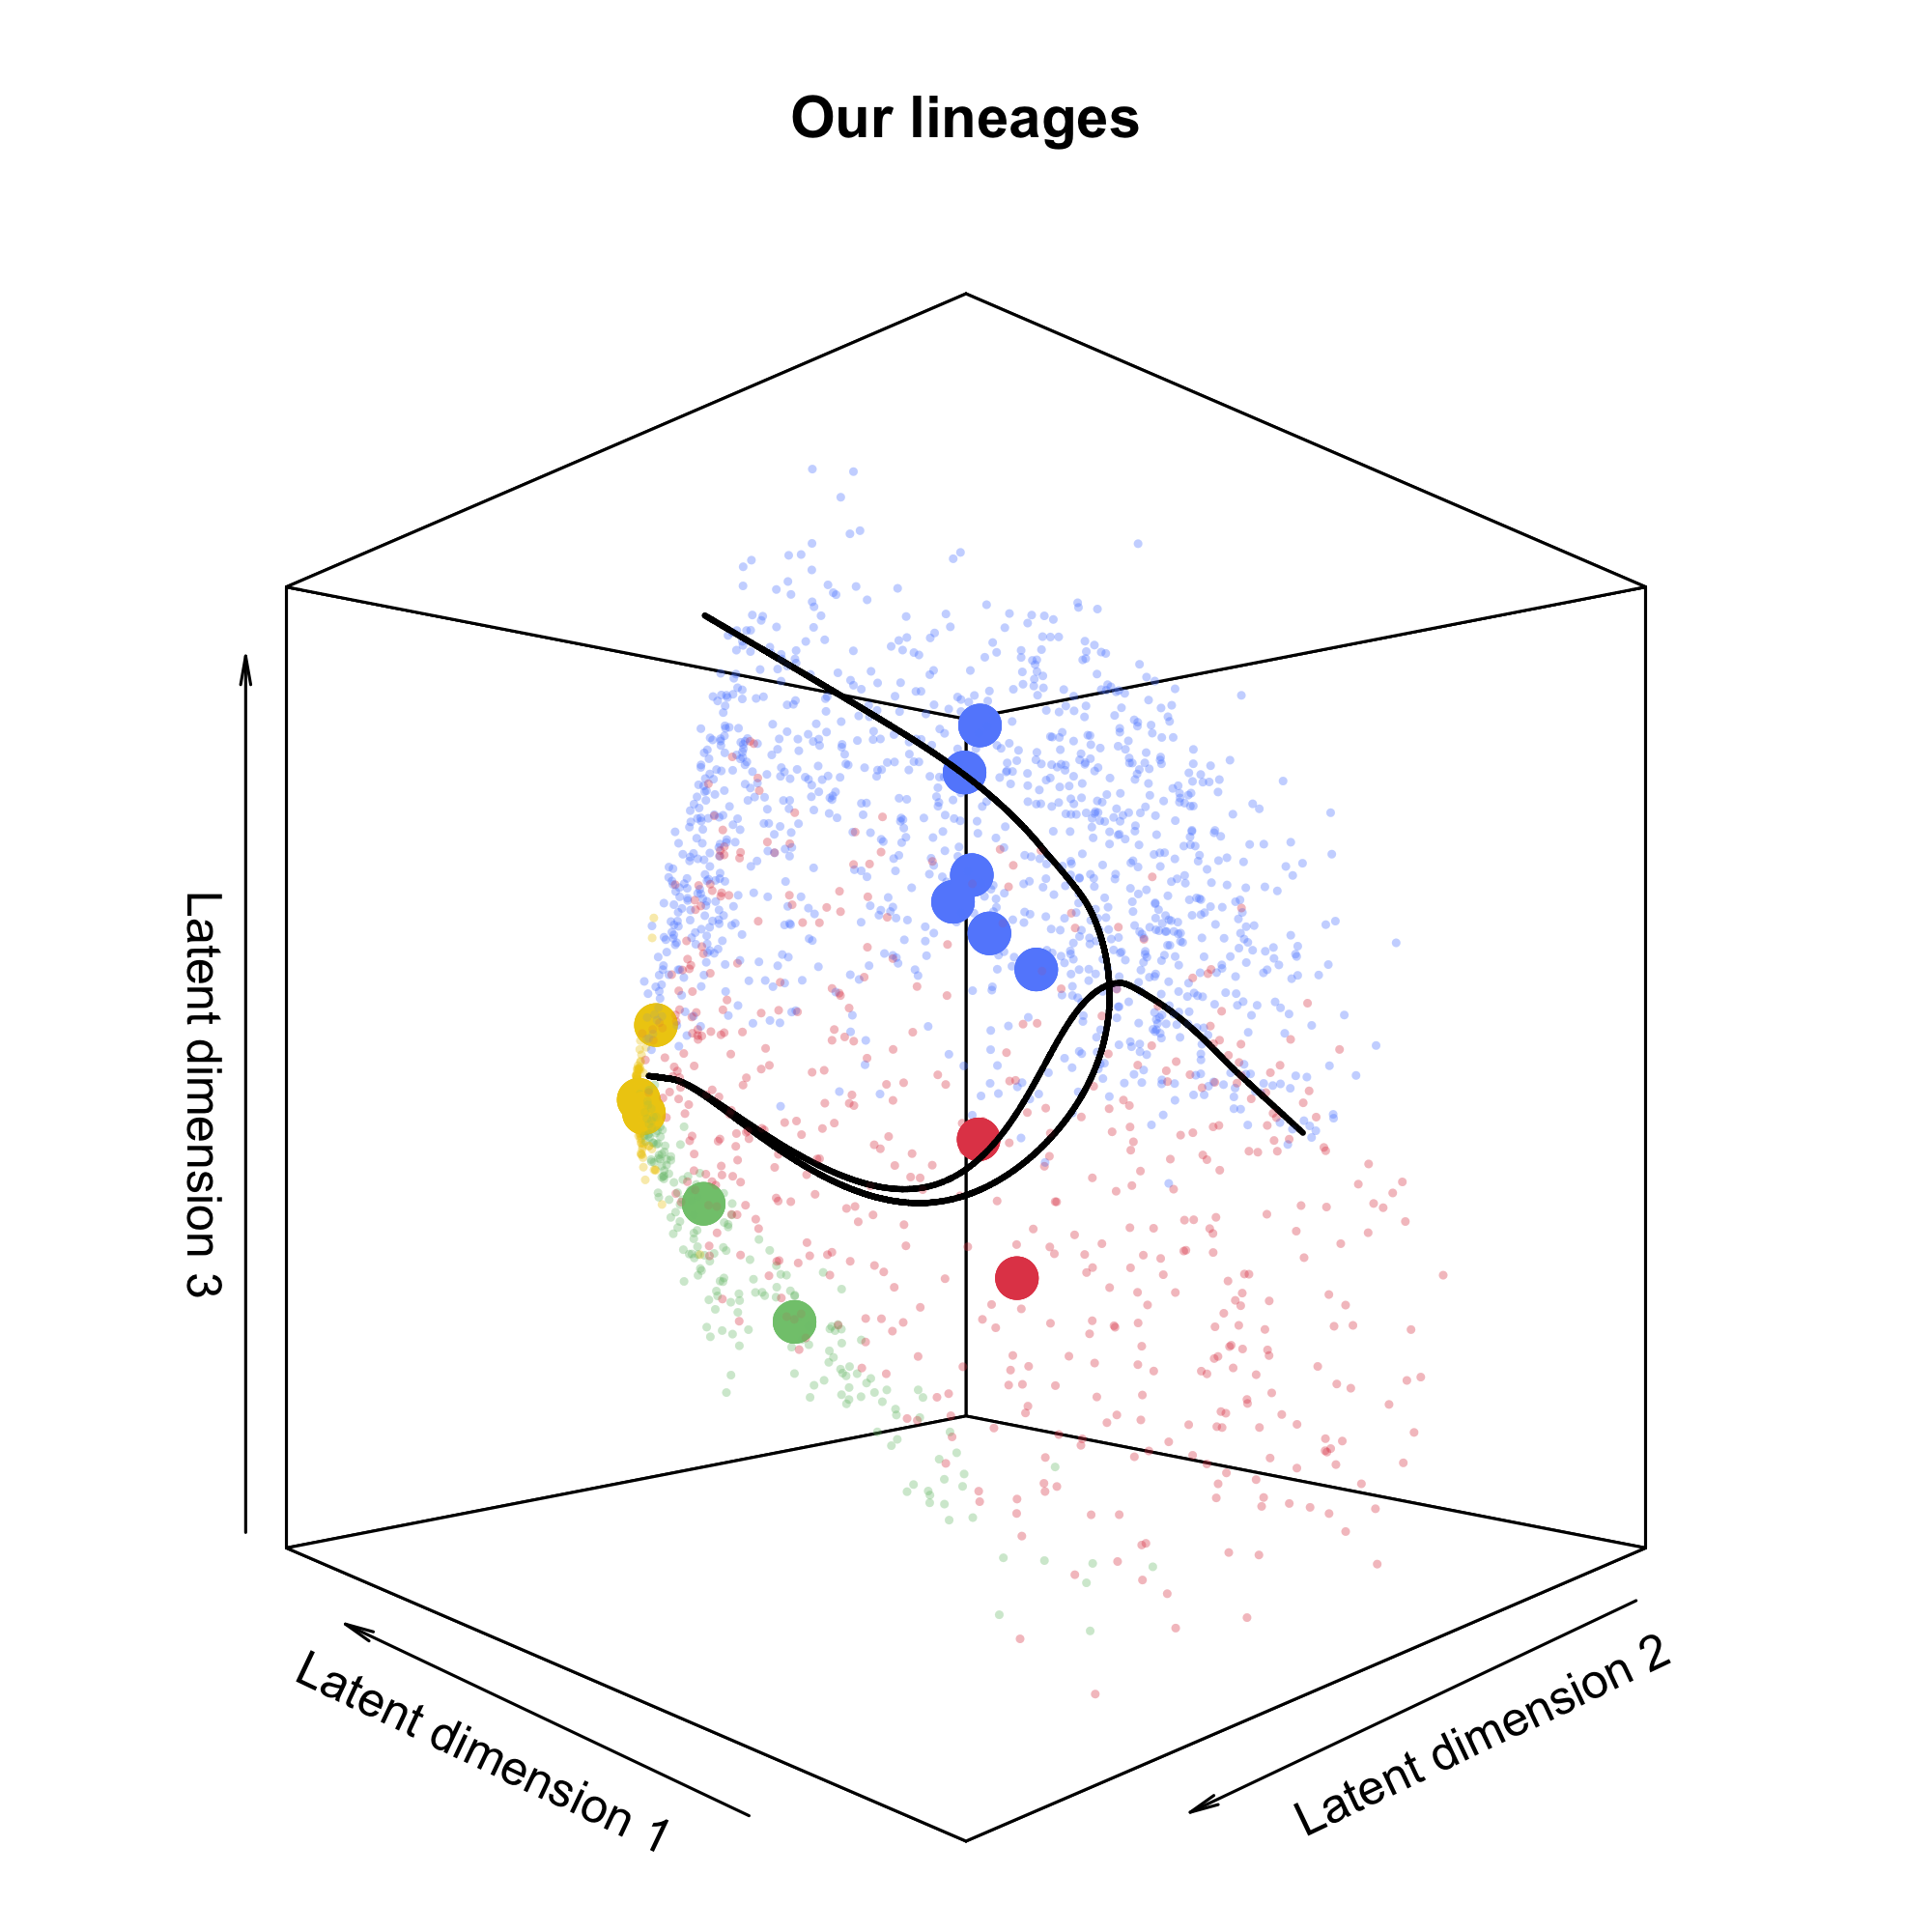 Our lineages
Latent dimension 3
Latent dimension 1
Latent dimension 2